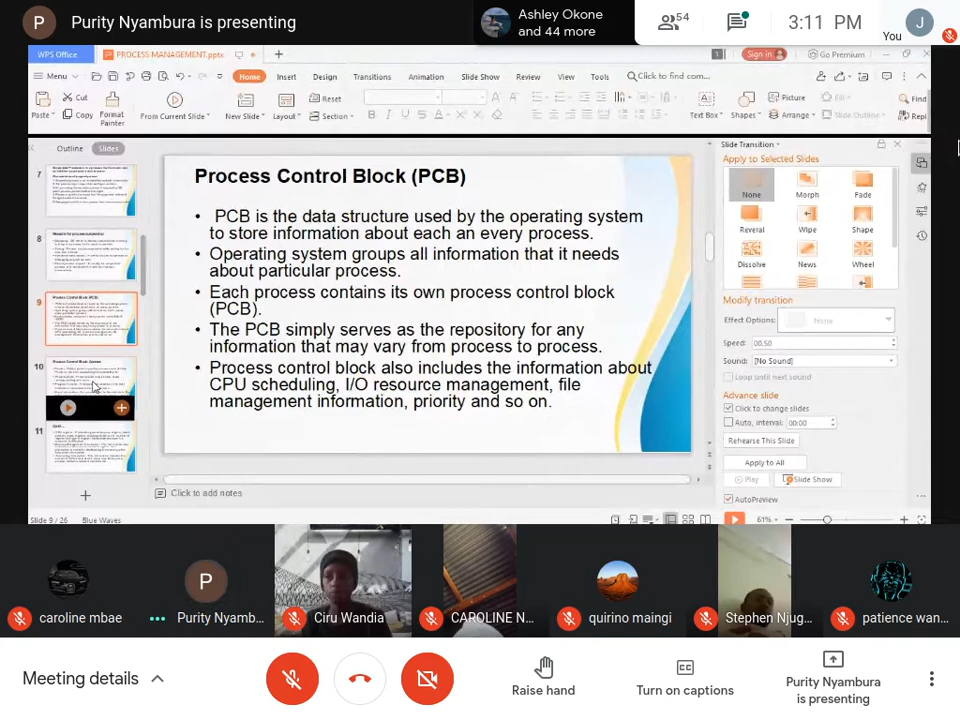 P Purity Nyambura is presenting
Ashley Okone
and 44 more
54
3:11 PM
J
You
WPS Office
PROCESS MANAGEMENT.pptx
1
Sign in
Go Premium
Menu
Home
Insert
Design
Transitions
Animation
Slide Show
Review
View
Tools
Click to find com...
Paste
Cut
Copy
Format
Painter
From Current Slide
New Slide
Layout
Reset
Section
Text Box
Shapes
Picture
Arrange
Fill
Slide Outline
Find
Repl
Outline
Slides
7
8
9
10
11
Process Control Block (PCB)
• PCB is the data structure used by the operating system
to store information about each an every process.
• Operating system groups all information that it needs
about particular process.
• Each process contains its own process control block
(PCB).
• The PCB simply serves as the repository for any
information that may vary from process to process.
• Process control block also includes the information about
CPU scheduling, I/O resource management, file
management information, priority and so on.
Click to add notes
Slide 9 / 26
Blue Waves
61%
Slide Transition
Apply to Selected Slides
None
Morph
Fade
Reveral
Wipe
Shape
Dissolve
News
Wheel
Modify transition
Effect Options:
None
Speed: 00.50
Sound: [No Sound]
Loop until next sound
Advance slide
Click to change slides
Auto, interval: 00:00
Rehearse This Slide
Apply to All
Play
Slide Show
AutoPreview
caroline mbae
P
Purity Nyamb...
Ciru Wandia
CAROLINE N...
quirino maingi
Stephen Njug...
patience wan...
Meeting details
Raise hand
Turn on captions
Purity Nyambura
is presenting